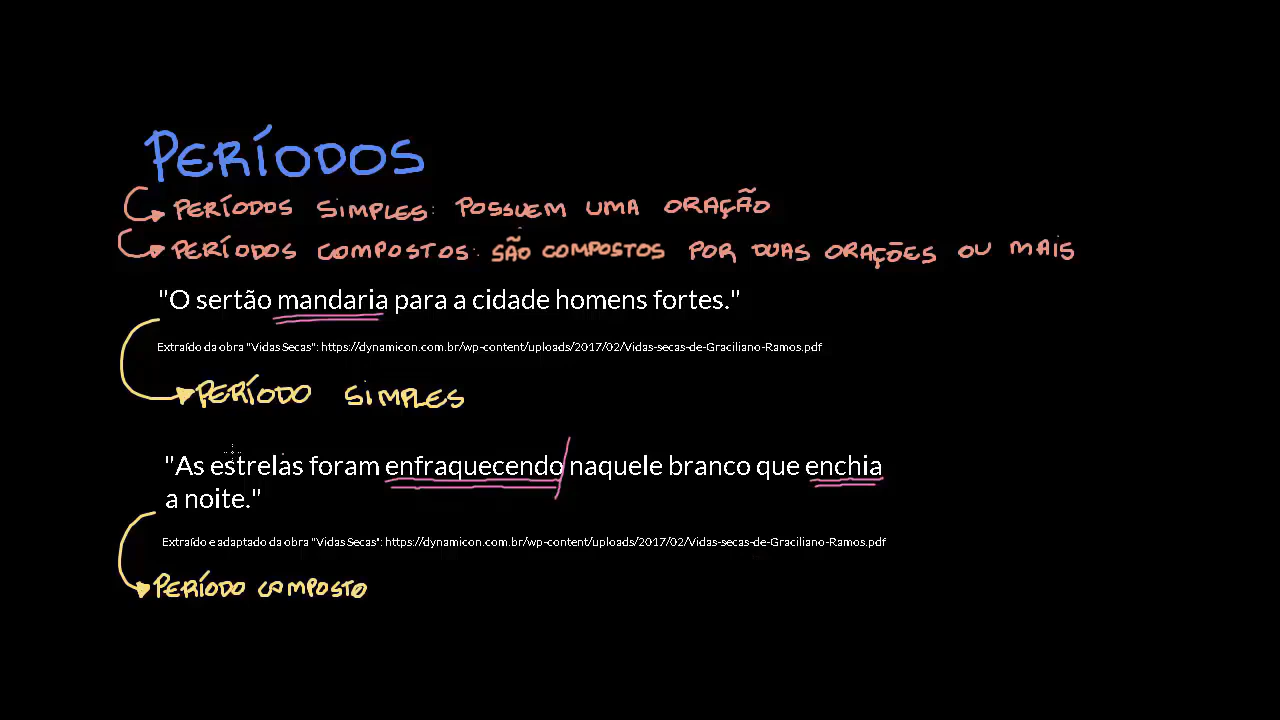 PERÍODOS
PERÍODOS SIMPLES: POSSUEM UMA ORAÇÃO
PERÍODOS COMPOSTOS: SÃO COMPOSTOS POR DUAS ORAÇÕES OU MAIS
"O sertão mandaria para a cidade homens fortes."
Extraído da obra "Vidas Secas": https://dynamicon.com.br/wp-content/uploads/2017/02/Vidas-secas-de-Graciliano-Ramos.pdf
PERÍODO SIMPLES
"As estrelas foram enfraquecendo naquele branco que enchia
a noite."
Extraído e adaptado da obra "Vidas Secas": https://dynamicon.com.br/wp-content/uploads/2017/02/Vidas-secas-de-Graciliano-Ramos.pdf
PERÍODO COMPOSTO